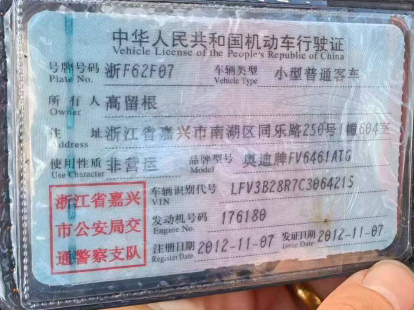 中华人民共和国机动车行驶证
Vehicle License of the People's Republic of China
号牌号码 浙F62F07 车辆类型 小型普通客车
Plate No. Vehicle Type
所有人 高留根
Owner
住址 浙江省嘉兴市南湖区同乐路250号1幢604室
Address
使用性质 非营运 品牌型号 奥迪牌FV6461ATG
Use Character Model
浙江省嘉兴
市公安局交
通警察支队
车辆识别代号 LFV3B28R7C3064215
VIN
发动机号码 176180
Engine No.
注册日期 2012-11-07 发证日期 2012-11-07
Register Date Issue Date